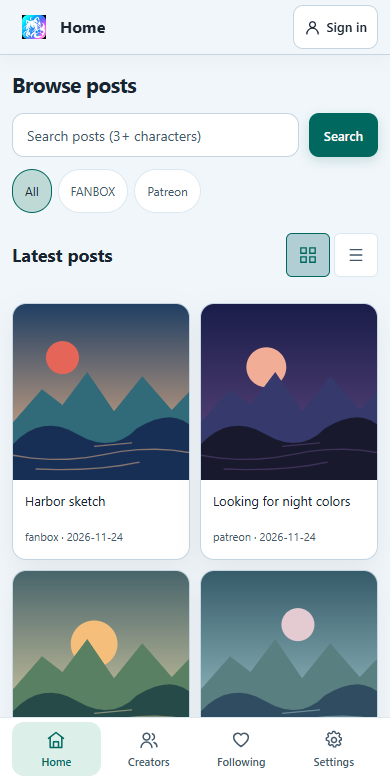 Home
Sign in
Browse posts
Search posts (3+ characters)
Search
All
FANBOX
Patreon
Latest posts
Harbor sketch
fanbox · 2026-11-24
Looking for night colors
patreon · 2026-11-24
Home
Creators
Following
Settings